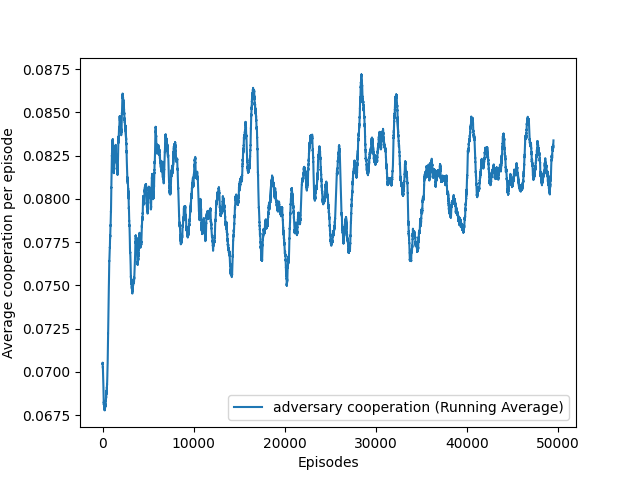 0.0875
0.0850
0.0825
0.0800
0.0775
0.0750
0.0725
0.0700
0.0675
Average cooperation per episode
adversary cooperation (Running Average)
0 10000 20000 30000 40000 50000
Episodes